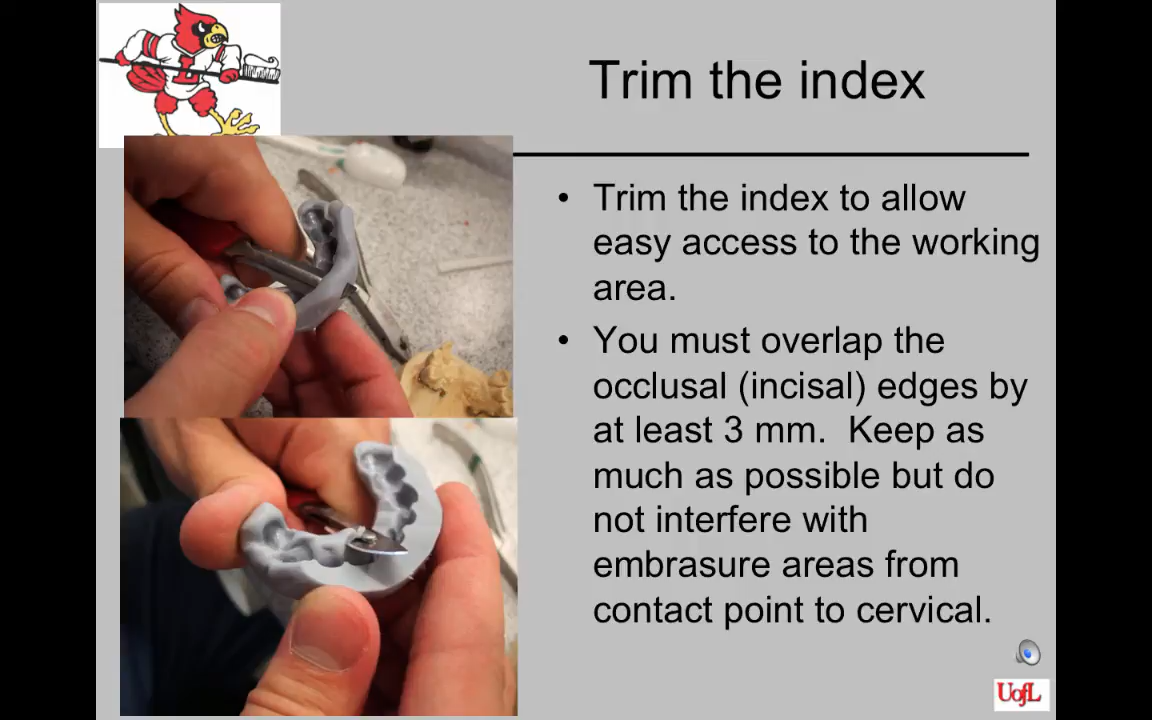 Trim the index
• Trim the index to allow
easy access to the working
area.
• You must overlap the
occlusal (incisal) edges by
at least 3 mm.  Keep as
much as possible but do
not interfere with
embrasure areas from
contact point to cervical.
UofL
L